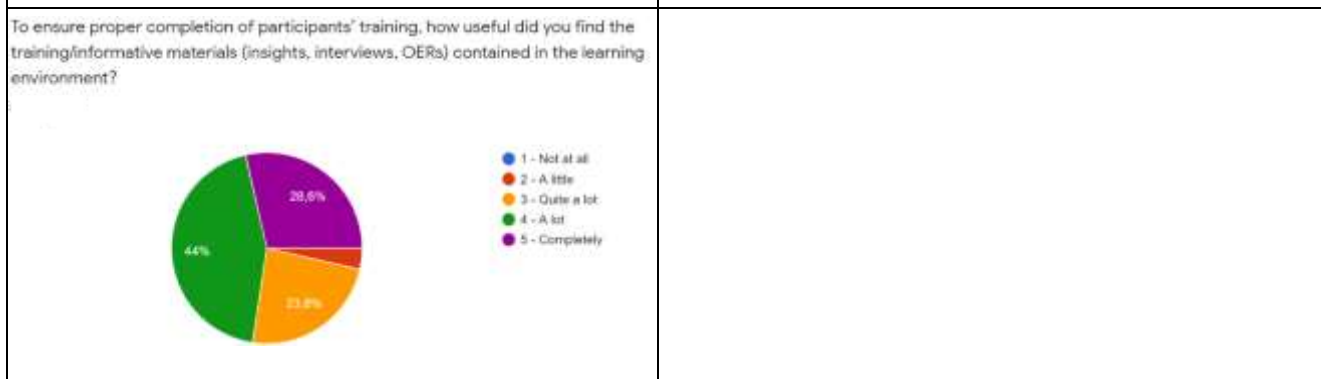 To ensure proper completion of participants' training, how useful did you find the
training/informative materials (insights, interviews, OERs) contained in the learning
environment?
28,6%
44%
23,8%
1 - Not at all
2 - A little
3 - Quite a lot
4 - A lot
5 - Completely